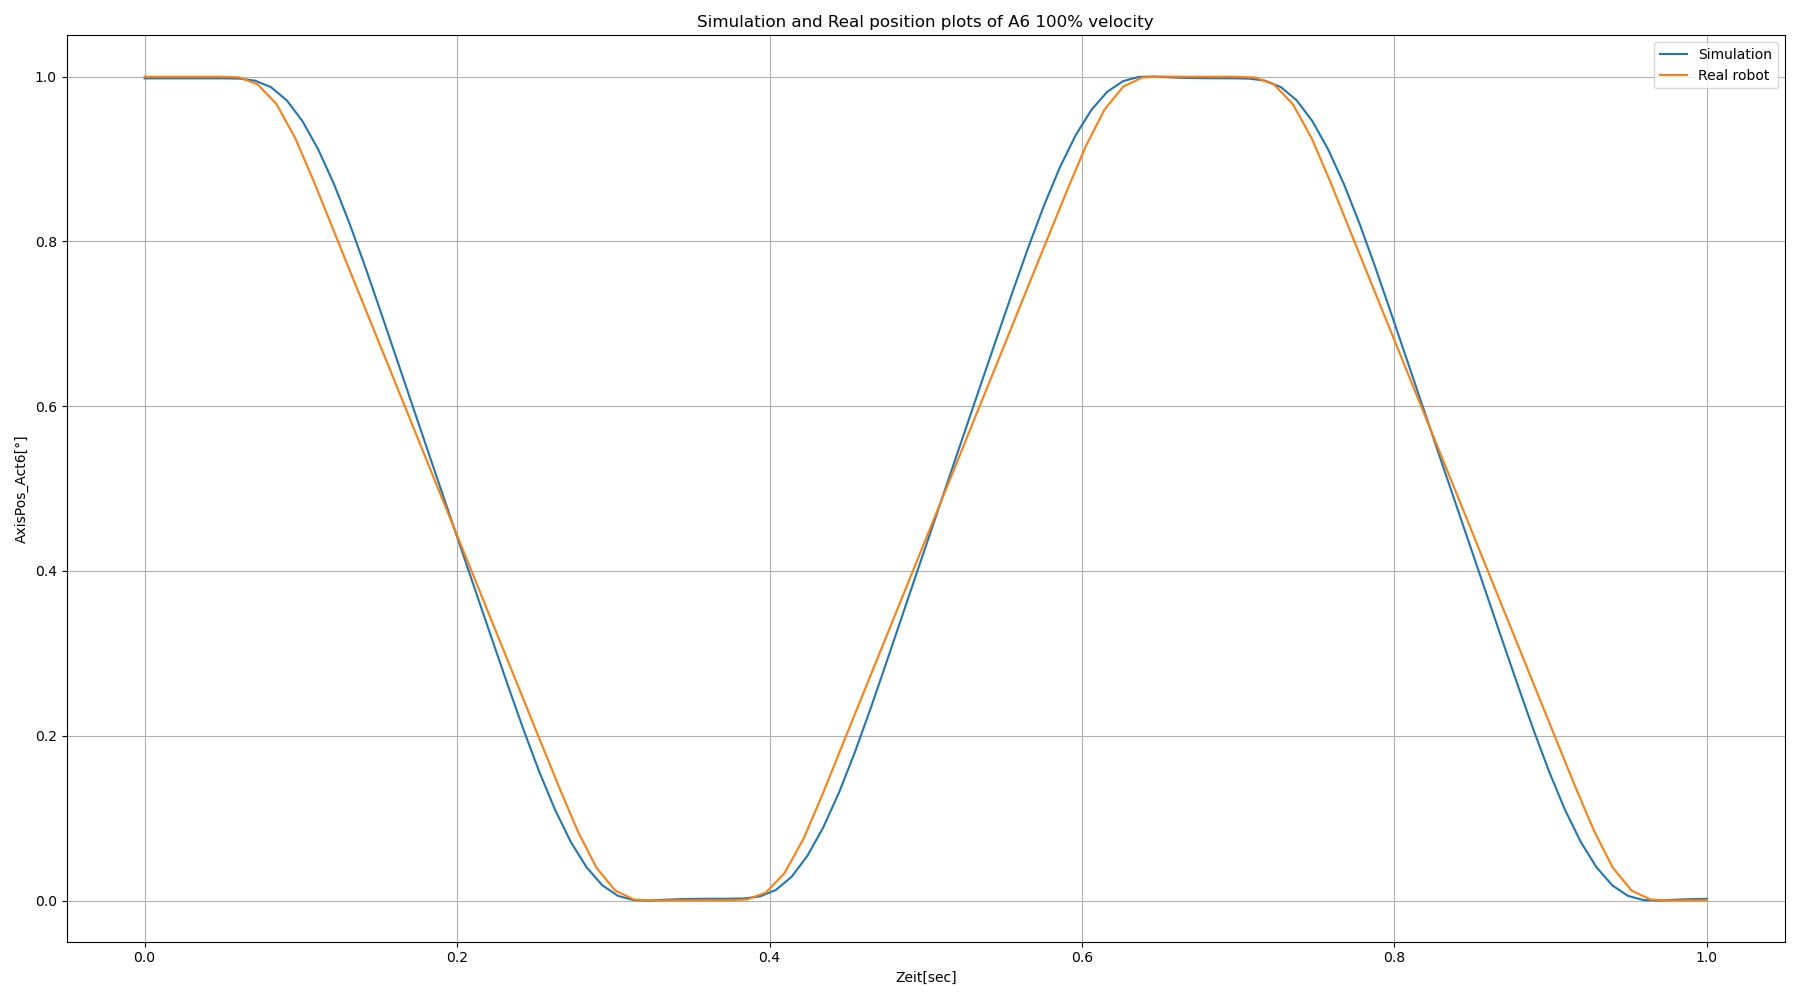 Simulation and Real position plots of A6 100% velocity
Simulation
Real robot
AxisPos_Act6[°]
1.0
0.8
0.6
0.4
0.2
0.0
0.0 0.2 0.4 0.6 0.8 1.0
Zeit[sec]